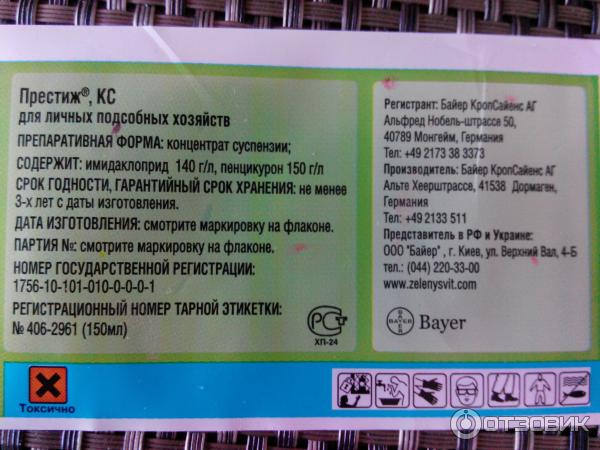 Престиж®, КС
для личных подсобных хозяйств
ПРЕПАРАТИВНАЯ ФОРМА: концентрат суспензии;
СОДЕРЖИТ: имидаклоприд 140 г/л, пенцикурон 150 г/л
СРОК ГОДНОСТИ, ГАРАНТИЙНЫЙ СРОК ХРАНЕНИЯ: не менее
3-х лет с даты изготовления.
ДАТА ИЗГОТОВЛЕНИЯ: смотрите маркировку на флаконе.
ПАРТИЯ №: смотрите маркировку на флаконе.
НОМЕР ГОСУДАРСТВЕННОЙ РЕГИСТРАЦИИ:
1756-10-101-010-0-0-0-1
РЕГИСТРАЦИОННЫЙ НОМЕР ТАРНОЙ ЭТИКЕТКИ:
№ 406-2961 (150мл)
РСТ
ХП-24
Токсично
Регистрант: Байер КропСайенс АГ
Альфред Нобель-штрассе 50,
40789 Монгейм, Германия
Тел: +49 2173 38 3373
Производитель: Байер КропСайенс АГ
Альте Хеерштрассе, 41538 Дормаген,
Германия
Тел: +49 2133 511
Представитель в РФ и Украине:
ООО "Байер", г. Киев, ул. Верхний Вал, 4-Б
тел.: (044) 220-33-00
www.zelenysvit.com
BAYER
Bayer
ОТЗОВИК